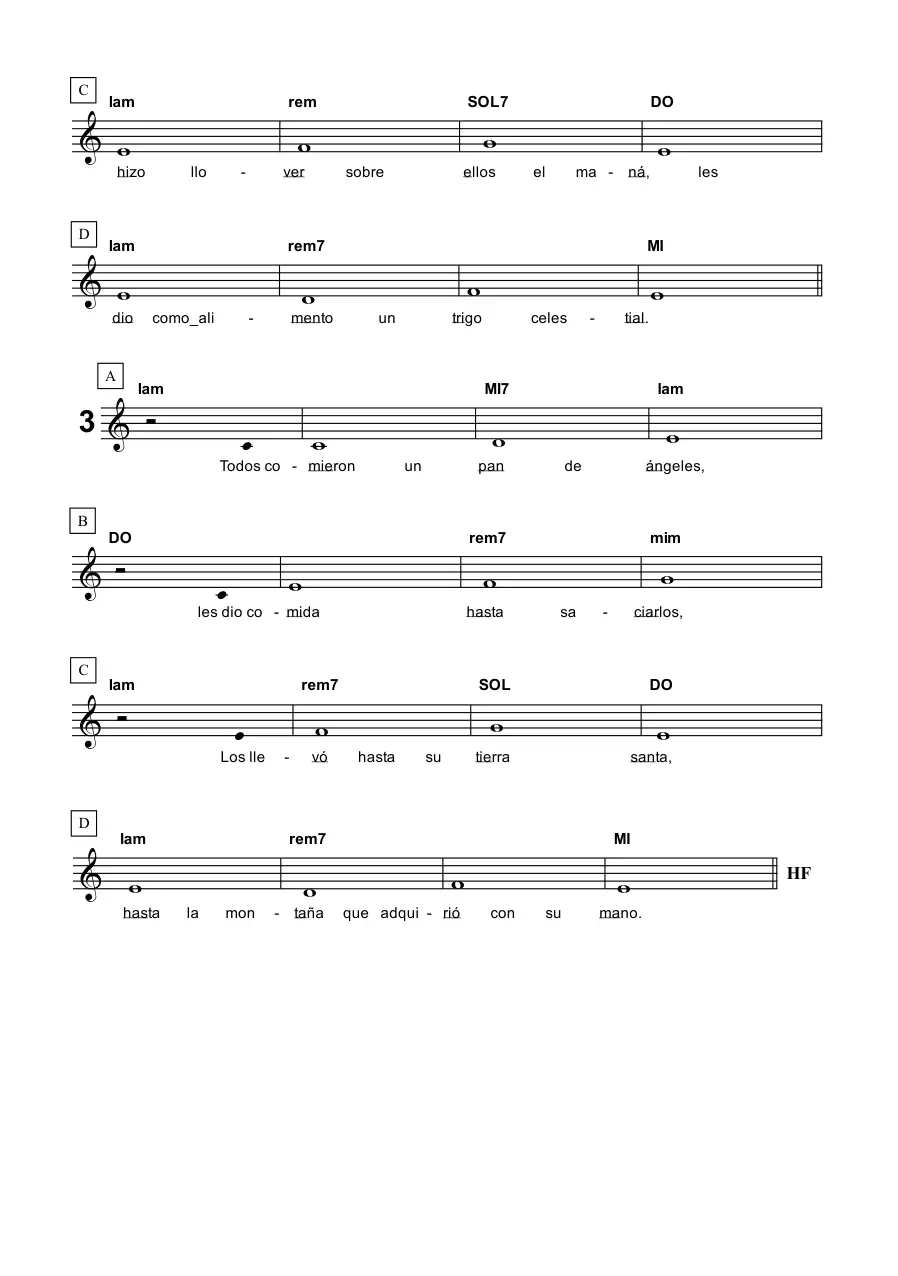 C
lam rem SOL7 DO
hizo llo - ver sobre ellos el ma - ná, les
D
lam rem7 MI
dio como_ali - mento un trigo celes - tial.
A
lam MI7 lam
3
Todos co - mieron un pan de ángeles,
B
DO rem7 mim
les dio co - mida hasta sa - ciarlos,
C
lam rem7 SOL DO
Los lle - vó hasta su tierra santa,
D
lam rem7 MI
HF
hasta la mon - taña que adqui - rió con su mano.